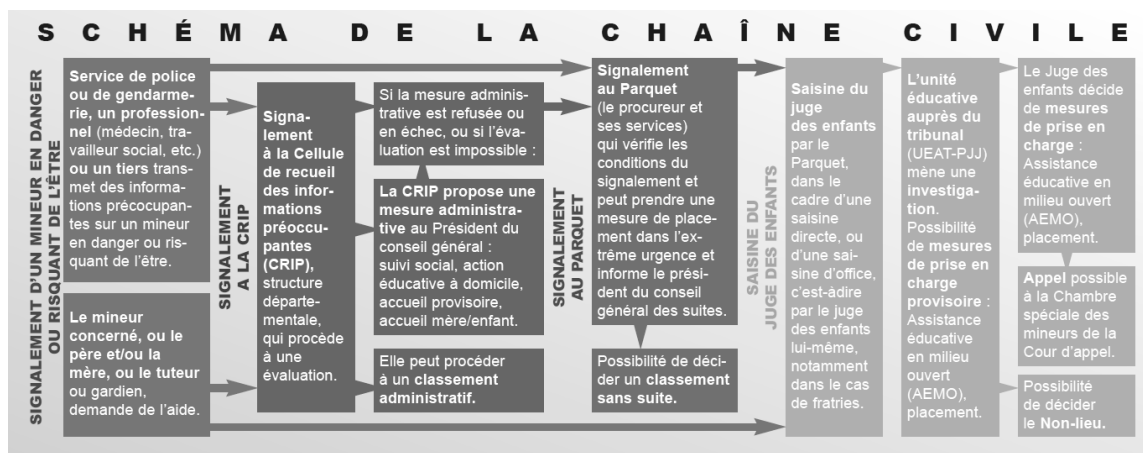 SCHÉMA DE LA CHAÎNE CIVILE
SIGNALEMENT D'UN MINEUR EN DANGER
OU RISQUANT DE L'ÊTRE
Service de police
ou de gendarme-
rie, un profession-
nel (médecin, tra-
vailleur social, etc.)
ou un tiers trans-
met des informa-
tions précocupan-
tes sur un mineur
en danger ou ris-
quant de l'être.
Le mineur
concerné, ou le
père et/ou la
mère, ou le tuteur
ou gardien,
demande de l'aide.
SIGNALEMENT
A LA CRIP
Signa-
lement
à la Cellule
de recueil
des infor-
mations
préoccu-
pantes
(CRIP),
structure
départe-
mentale,
qui procède
à une
évaluation.
Si la mesure adminis-
trative est refusée ou
en échec, ou si l'éva-
luation est impossible :
La CRIP propose une
mesure administra-
tive au Président du
conseil général :
suivi social, action
éducative à domicile,
accueil provisoire,
accueil mère/enfant.
Elle peut procéder
à un classement
administratif.
SIGNALEMENT
AU PARQUET
Signalement
au Parquet
(le procureur et
ses services)
qui vérifie les
conditions du
signalement et
peut prendre une
mesure de place-
ment dans l'ex-
trême urgence et
informe le prési-
dent du conseil
général des suites.
Possibilité de déci-
der un classement
sans suite.
SAISINE DU
JUGE DES ENFANTS
Saisine du
juge
des enfants
par le
Parquet,
dans le
cadre d'une
saisine
directe, ou
d'une sai-
sine d'office,
c'est-àdire
par le juge
des enfants
lui-même,
notamment
dans le cas
de fratries.
L'unité
éducative
auprès du
tribunal
(UEAT-PJJ)
mène une
investiga-
tion.
Possibilité
de mesures
de prise en
charge
provisoire :
Assistance
éducative
en milieu
ouvert
(AEMO),
placement.
Le Juge des
enfants décide
de mesures
de prise en
charge :
Assistance
éducative en
milieu ouvert
(AEMO),
placement.
Appel possible
à la Chambre
spéciale des
mineurs de la
Cour d'appel.
Possibilité
de décider
le Non-lieu.